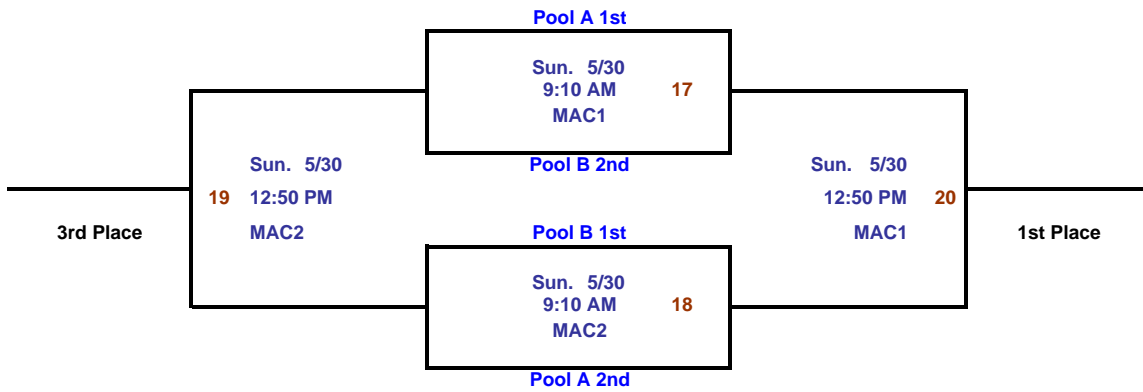 Pool A 1st
Sun. 5/30
9:10 AM 17
MAC1
Pool B 2nd
Sun. 5/30
19 12:50 PM
MAC2
3rd Place
Sun. 5/30
12:50 PM 20
MAC1
1st Place
Pool B 1st
Sun. 5/30
9:10 AM 18
MAC2
Pool A 2nd